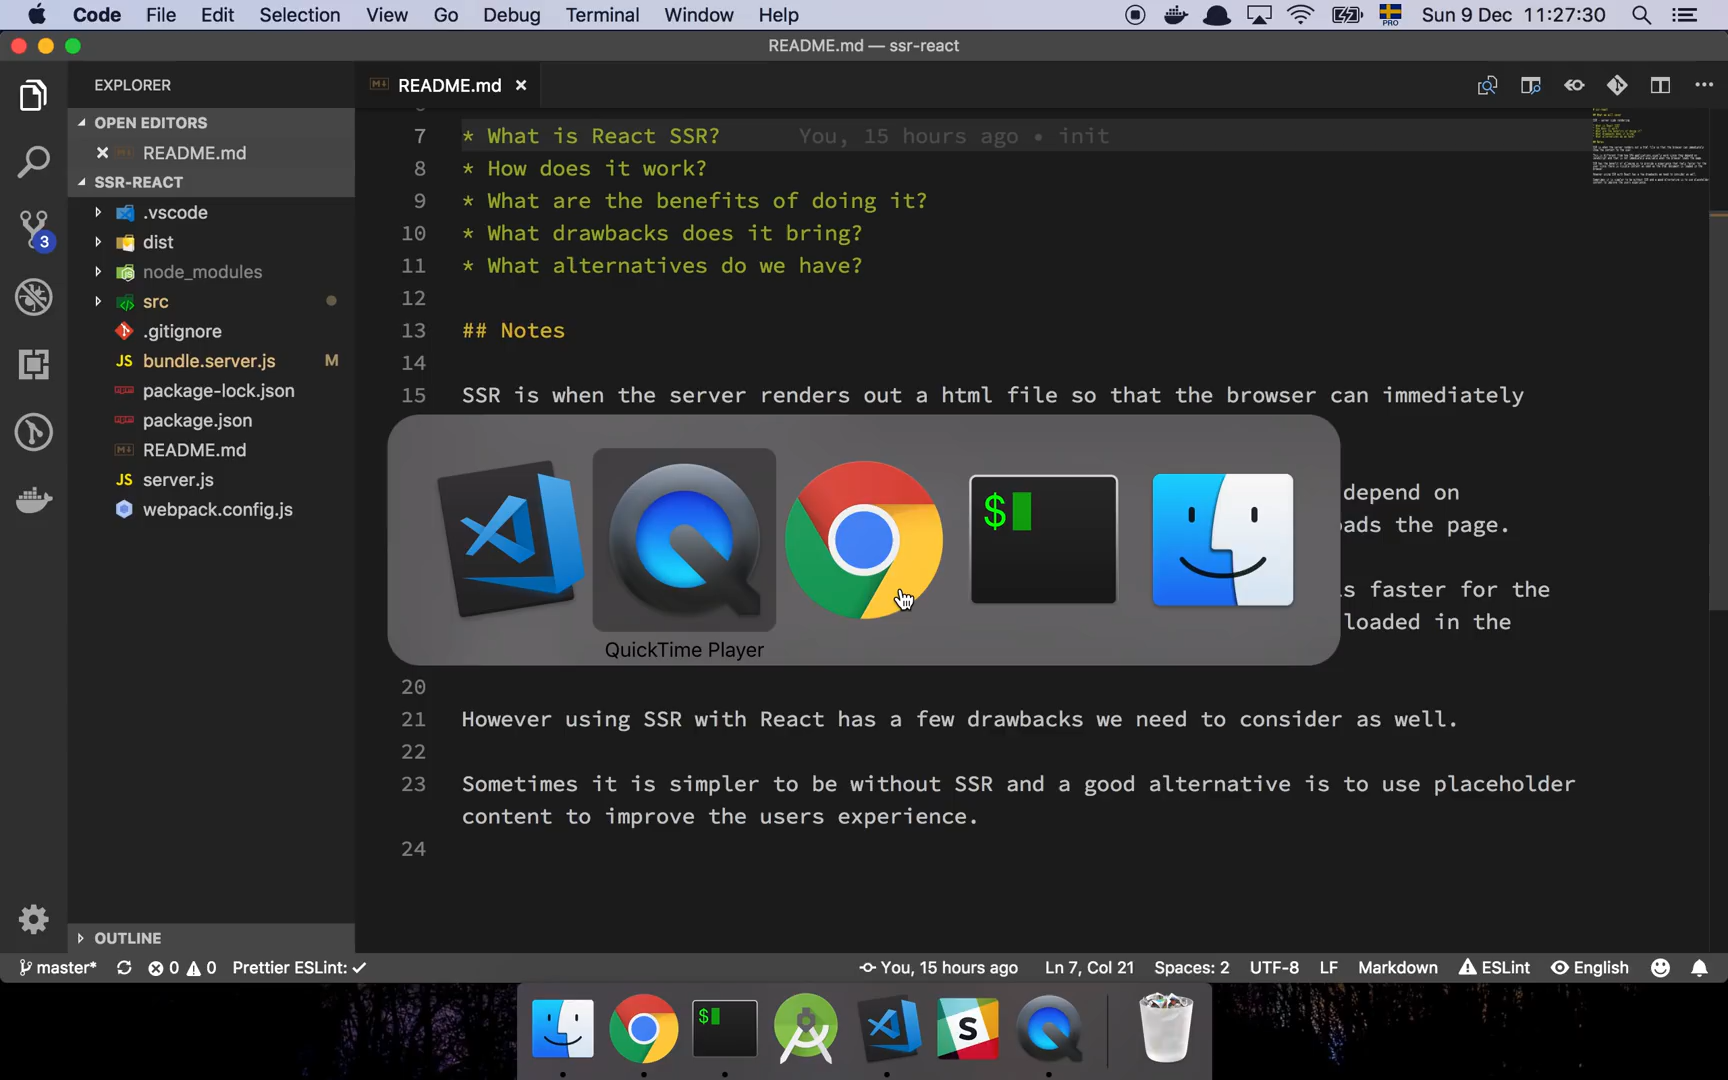 Code File Edit Selection View Go Debug Terminal Window Help PRO Sun 9 Dec 11:27:30
README.md — ssr-react
EXPLORER
README.md
OPEN EDITORS
README.md
SSR-REACT
.vscode
dist
node_modules
src
.gitignore
JS bundle.server.js M
package-lock.json
package.json
README.md
JS server.js
webpack.config.js
3
OUTLINE
7 * What is React SSR? You, 15 hours ago • init
8 * How does it work?
9 * What are the benefits of doing it?
10 * What drawbacks does it bring?
11 * What alternatives do we have?
12
13 ## Notes
14
15 SSR is when the server renders out a html file so that the browser can immediately
depend on
oads the page.
s faster for the
loaded in the
$
QuickTime Player
20
21 However using SSR with React has a few drawbacks we need to consider as well.
22
23 Sometimes it is simpler to be without SSR and a good alternative is to use placeholder
content to improve the users experience.
24
master* 0 0 Prettier ESLint: ✓ You, 15 hours ago Ln 7, Col 21 Spaces: 2 UTF-8 LF Markdown ESLint English
$
S